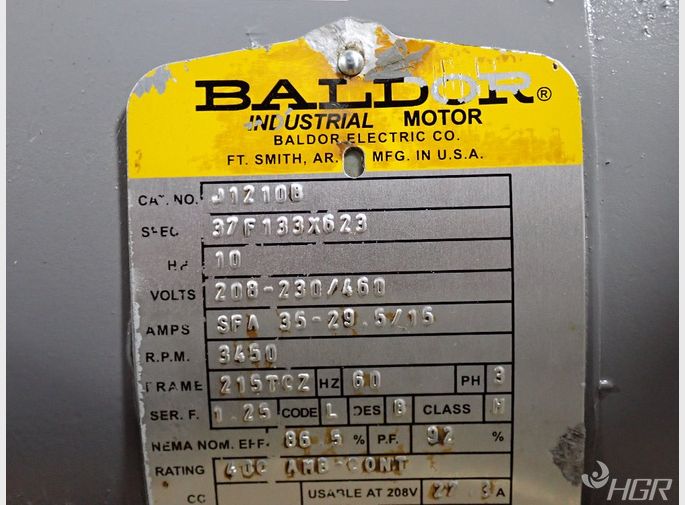 BALDOR®
INDUSTRIAL MOTOR
BALDOR ELECTRIC CO.
FT. SMITH, AR. MFG. IN U.S.A.
CAT. NO. J1210B
SPEC 37F133X623
HP 10
VOLTS 208-230/460
AMPS SFA 35-29.5/15
R.P.M. 3450
FRAME 215TCZ HZ 60 PH 3
SER. F. 1.25 CODE L DES B CLASS H
NEMA NOM. EFF. 86.5 % P.F. 92 %
RATING 40C AMB-CONT
CC USABLE AT 208V A
HGR